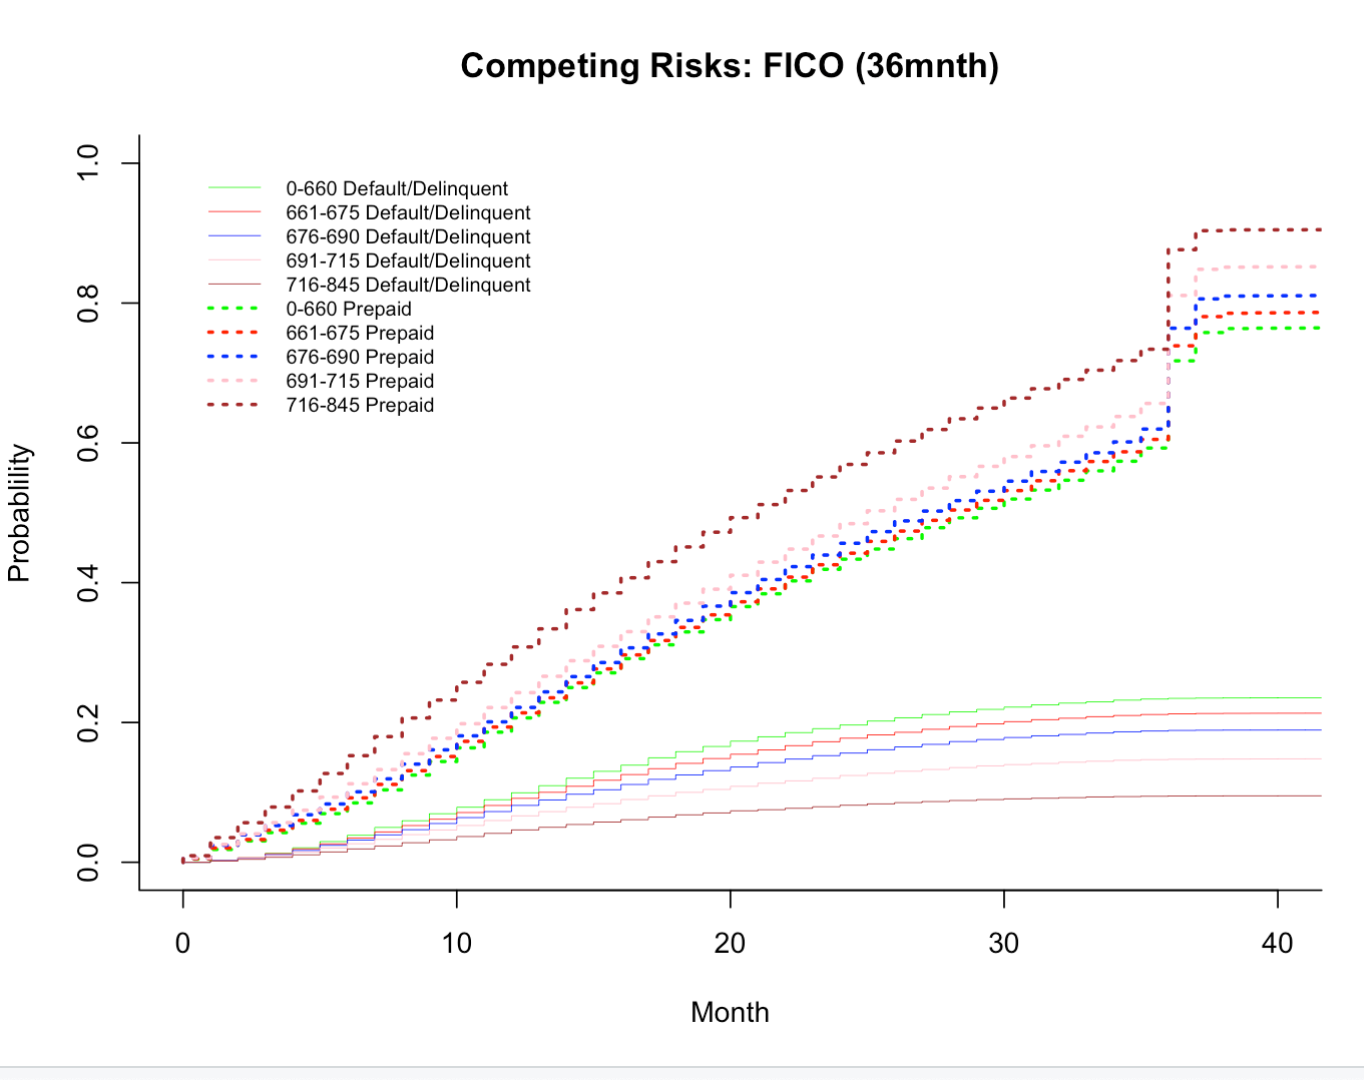 Competing Risks: FICO (36mnth)
1.0
0.8
0.6
0.4
0.2
0.0
Probablility
0-660 Default/Delinquent
661-675 Default/Delinquent
676-690 Default/Delinquent
691-715 Default/Delinquent
716-845 Default/Delinquent
0-660 Prepaid
661-675 Prepaid
676-690 Prepaid
691-715 Prepaid
716-845 Prepaid
0 10 20 30 40
Month